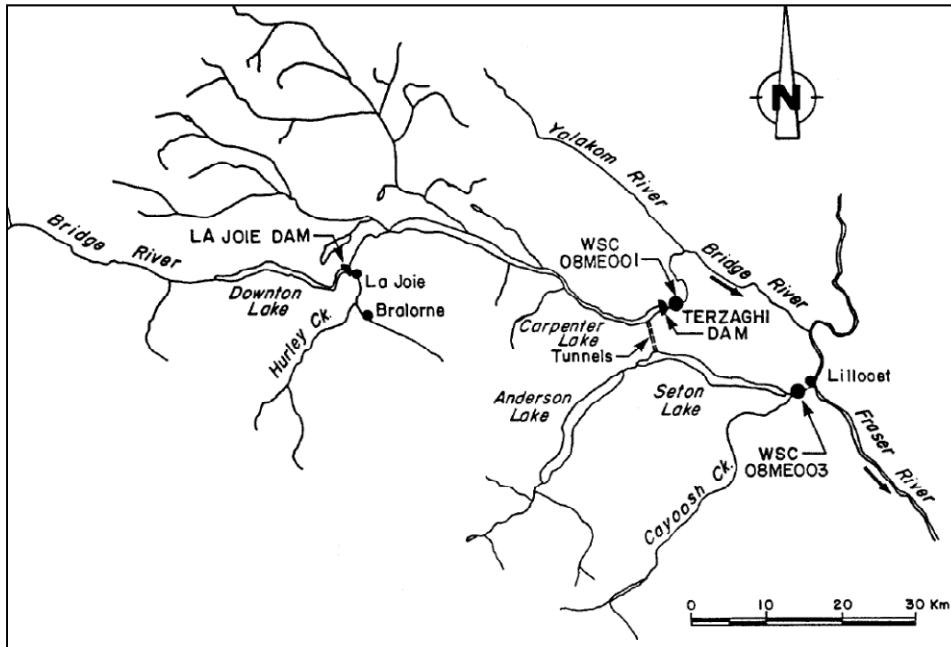 N
Yalakom River
Bridge River
LA JOIE DAM
La Joie
Downton
Lake
Bralorne
Hurley Ck.
WSC
08ME001
Bridge River
TERZAGHI
DAM
Carpenter
Lake
Tunnels
Anderson
Lake
Seton
Lake
Lillooet
WSC
08ME003
Cayoosh Ck.
Fraser River
0 10 20 30 Km